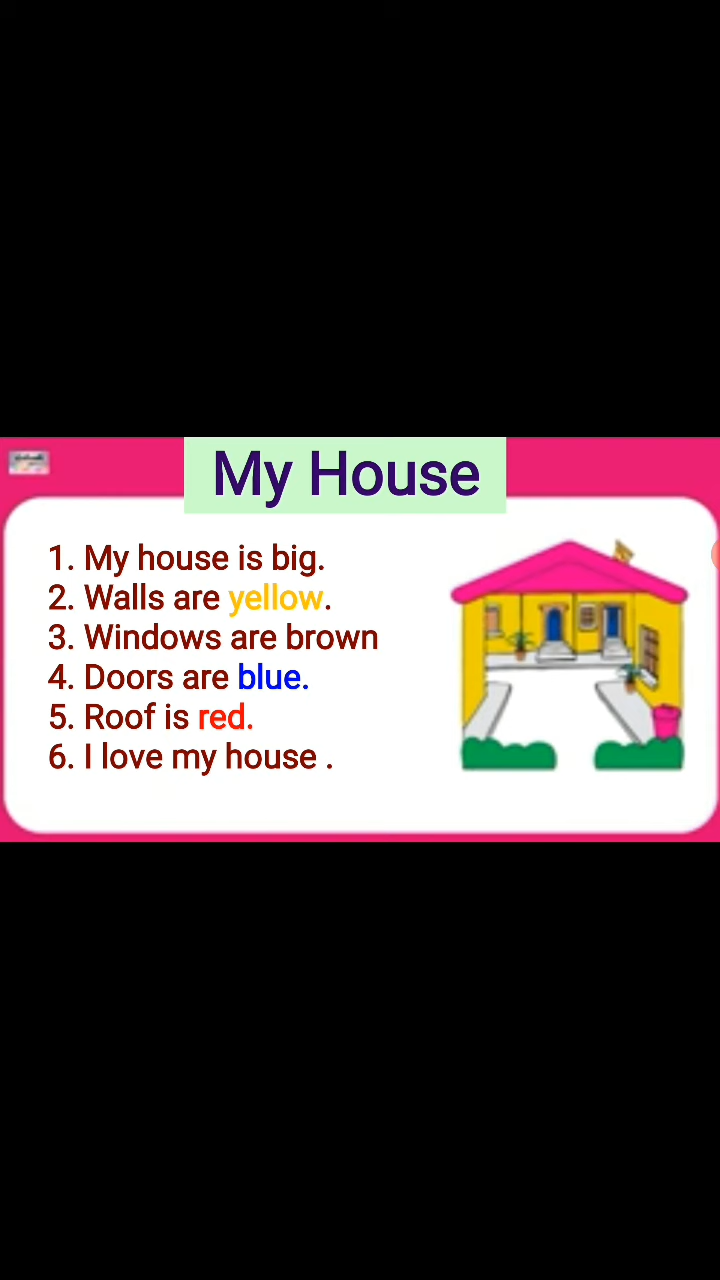 My House
1. My house is big.
2. Walls are yellow.
3. Windows are brown
4. Doors are blue.
5. Roof is red.
6. I love my house .